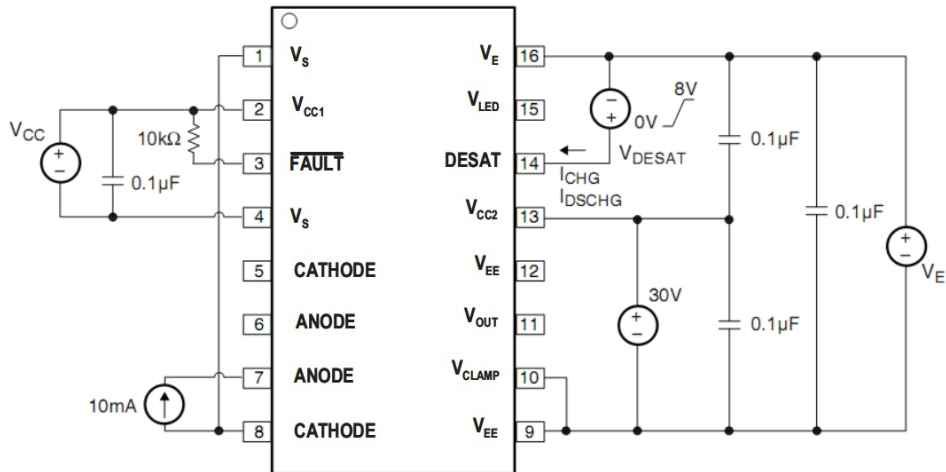 1 V_S V_E 16
2 V_CC1 V_LED 15
3 FAULT DESAT 14
4 V_S V_CC2 13
5 CATHODE V_EE 12
6 ANODE V_OUT 11
7 ANODE V_CLAMP 10
8 CATHODE V_EE 9
V_CC
+
−
10kΩ
0.1µF
10mA
−
+
8V
0V
V_DESAT
I_CHG
I_DSCHG
0.1µF
0.1µF
30V
+
−
0.1µF
+
−
V_E